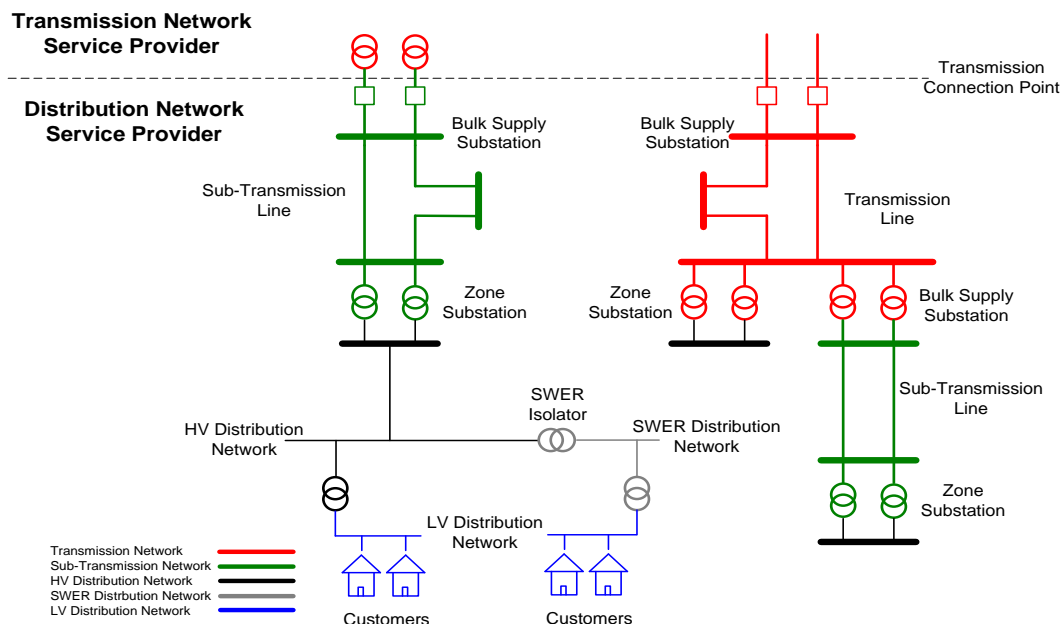 Transmission Network
Service Provider
Transmission
Connection Point
Distribution Network
Service Provider
Bulk Supply
Substation
Bulk Supply
Substation
Sub-Transmission
Line
Transmission
Line
Zone
Substation
Zone
Substation
Bulk Supply
Substation
SWER
Isolator
Sub-Transmission
Line
HV Distribution
Network
SWER Distribution
Network
Zone
Substation
LV Distribution
Network
Transmission Network
Sub-Transmission Network
HV Distribution Network
SWER Distrbution Network
LV Distribution Network
Customers
Customers